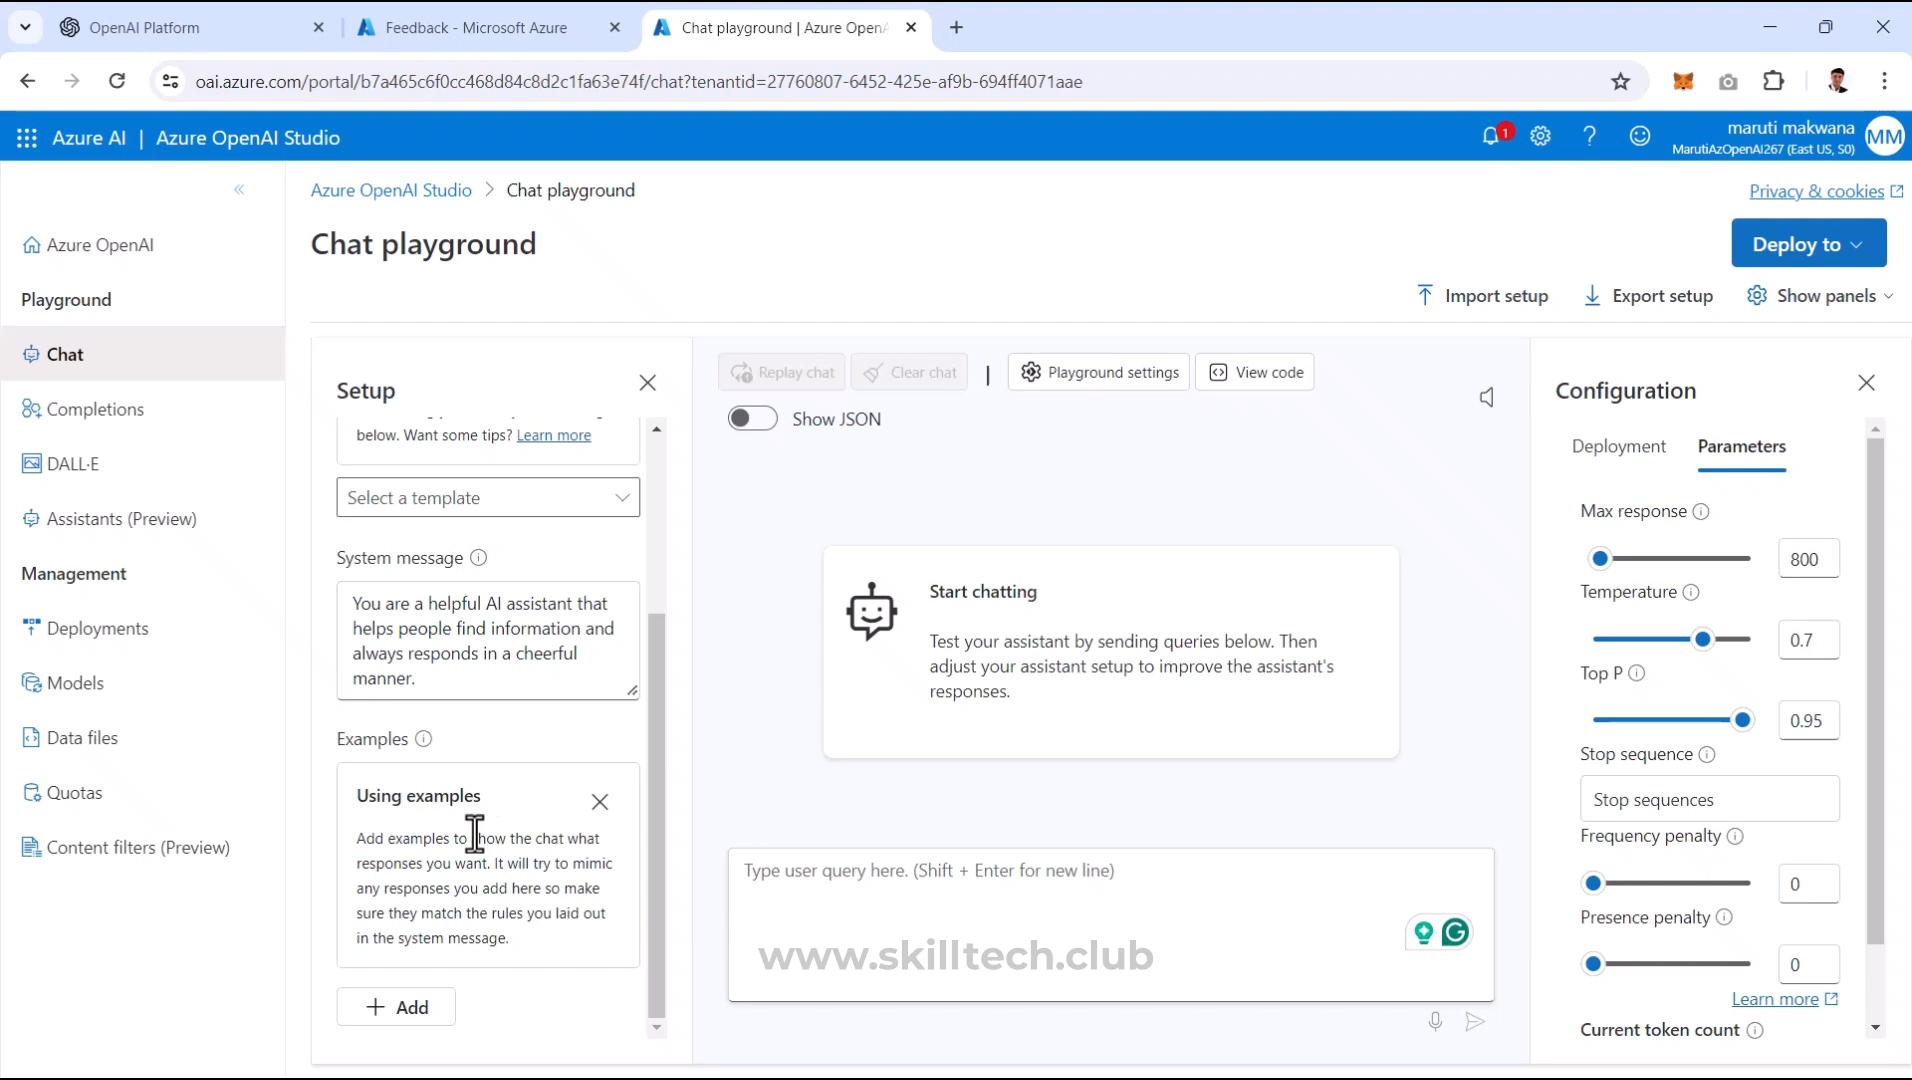 OpenAI Platform
Feedback - Microsoft Azure
Chat playground | Azure OpenA
oai.azure.com/portal/b7a465c6f0cc468d84c8d2c1fa63e74f/chat?tenantid=27760807-6452-425e-af9b-694ff4071aae
Azure AI | Azure OpenAI Studio
1
maruti makwana
MarutiAzOpenAI267 (East US, S0)
MM
Azure OpenAI Studio > Chat playground
Privacy & cookies
Chat playground
Deploy to
Import setup
Export setup
Show panels
Azure OpenAI
Playground
Chat
Completions
DALL·E
Assistants (Preview)
Management
Deployments
Models
Data files
Quotas
Content filters (Preview)
Setup
below. Want some tips? Learn more
Select a template
System message
You are a helpful AI assistant that
helps people find information and
always responds in a cheerful
manner.
Examples
Using examples
Add examples to show the chat what
responses you want. It will try to mimic
any responses you add here so make
sure they match the rules you laid out
in the system message.
+ Add
Replay chat
Clear chat
|
Playground settings
View code
Show JSON
Start chatting
Test your assistant by sending queries below. Then
adjust your assistant setup to improve the assistant's
responses.
Type user query here. (Shift + Enter for new line)
www.skilltech.club
Configuration
Deployment
Parameters
Max response
800
Temperature
0.7
Top P
0.95
Stop sequence
Stop sequences
Frequency penalty
0
Presence penalty
0
Learn more
Current token count